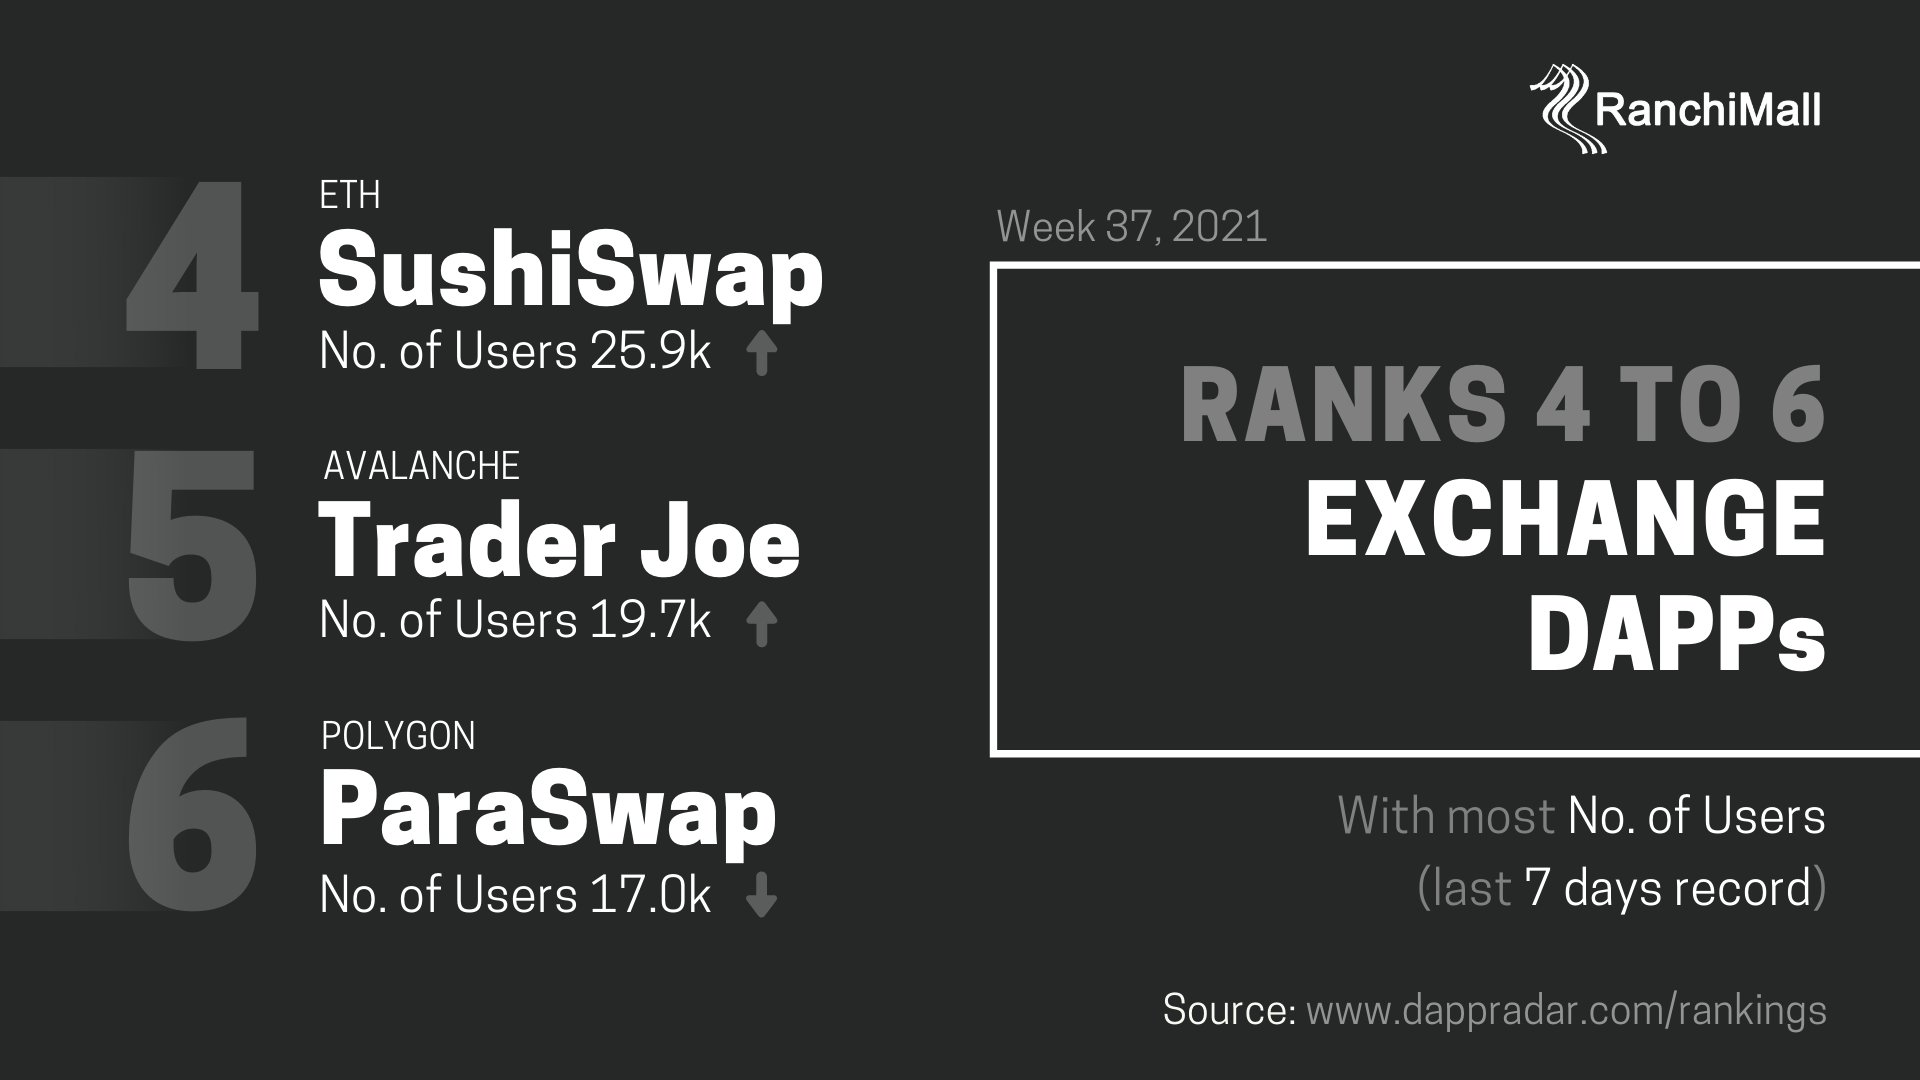 RanchiMall
4
ETH
SushiSwap
No. of Users 25.9k
5
AVALANCHE
Trader Joe
No. of Users 19.7k
6
POLYGON
ParaSwap
No. of Users 17.0k
Week 37, 2021
RANKS 4 TO 6
EXCHANGE
DAPPs
With most No. of Users
(last 7 days record)
Source: www.dappradar.com/rankings